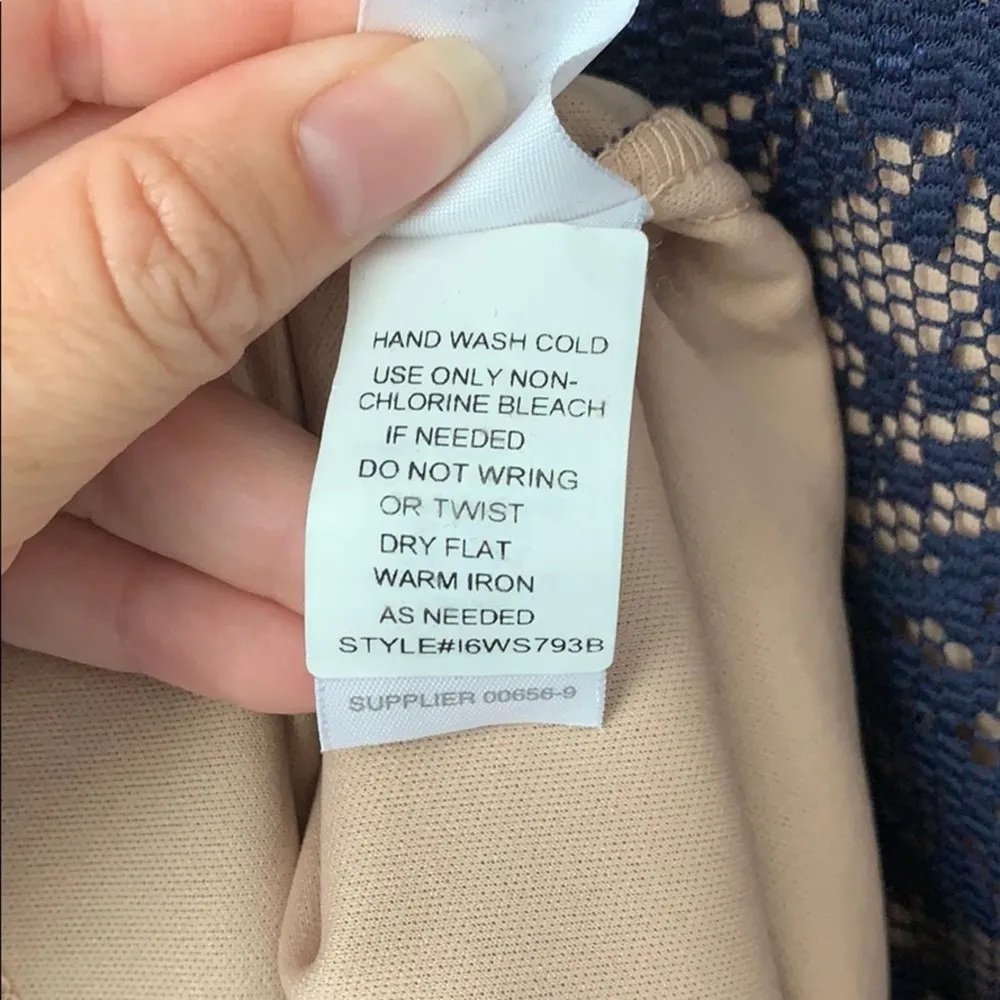 HAND WASH COLD
USE ONLY NON-
CHLORINE BLEACH
IF NEEDED
DO NOT WRING
OR TWIST
DRY FLAT
WARM IRON
AS NEEDED
STYLE#I6WS793B
SUPPLIER 00656-9